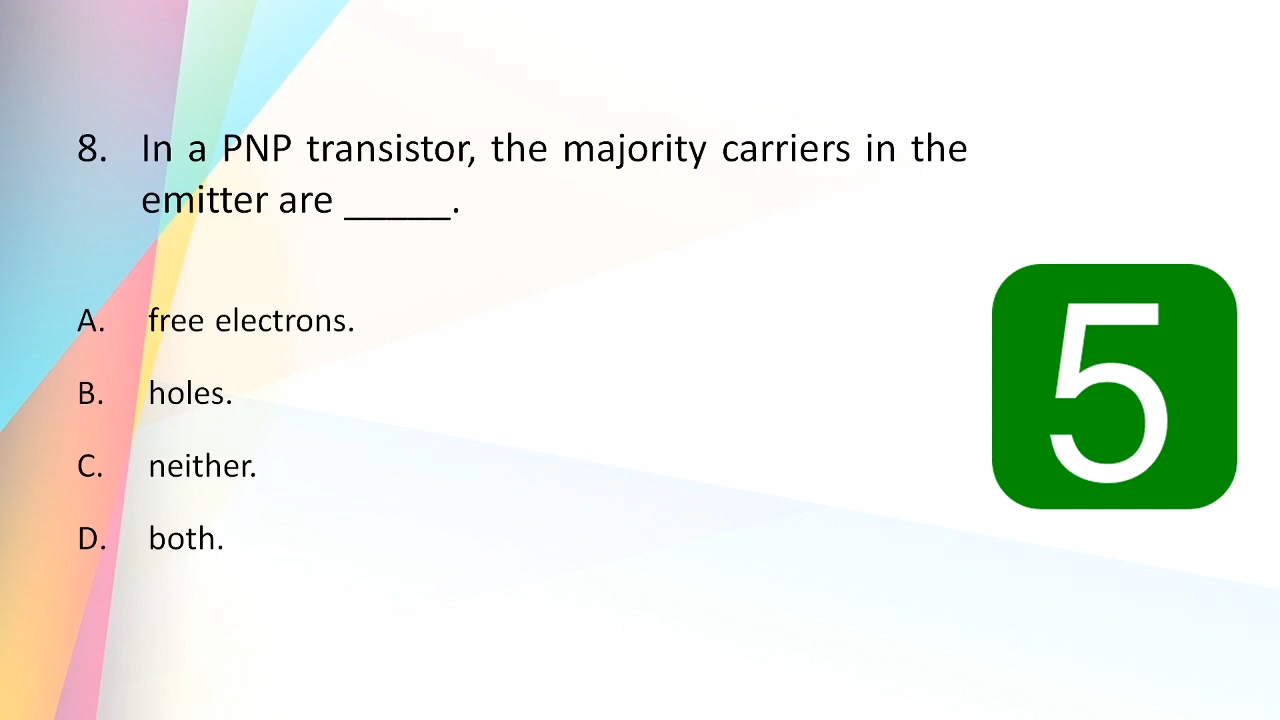 8. In a PNP transistor, the majority carriers in the
emitter are _____.
A. free electrons.
B. holes.
C. neither.
D. both.
5